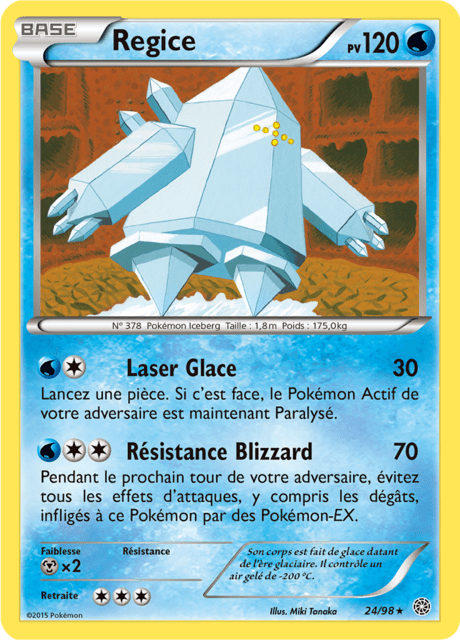 BASE
Regice
PV120
N° 378 Pokémon Iceberg Taille : 1,8m Poids : 175,0kg
Laser Glace 30
Lancez une pièce. Si c'est face, le Pokémon Actif de
votre adversaire est maintenant Paralysé.
Résistance Blizzard 70
Pendant le prochain tour de votre adversaire, évitez
tous les effets d'attaques, y compris les dégâts,
infligés à ce Pokémon par des Pokémon-EX.
Faiblesse Résistance
×2
Retraite
Son corps est fait de glace datant
de l'ère glaciaire. Il contrôle un
air gelé de -200 °C.
©2015 Pokémon
Illus. Miki Tanaka
24/98★